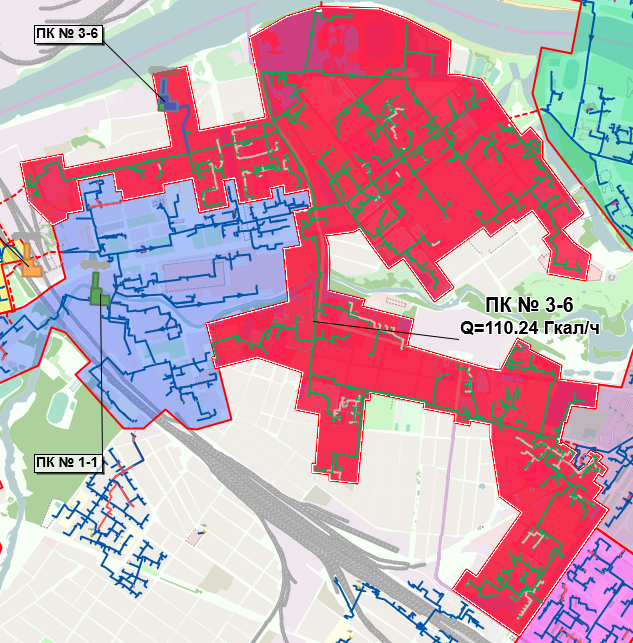 ПК № 3-6
ПК № 3-6
Q=110.24 Гкал/ч
ПК № 1-1